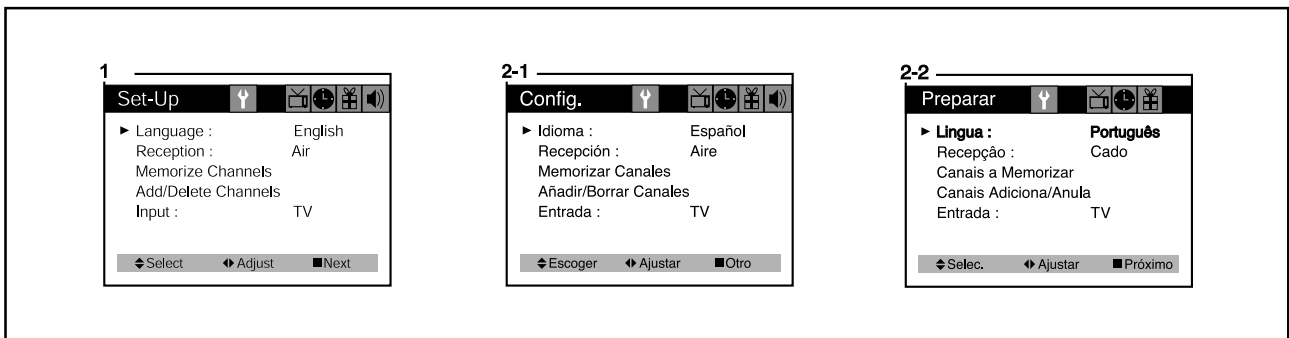 1
Set-Up
► Language : English
Reception : Air
Memorize Channels
Add/Delete Channels
Input : TV
Select Adjust ■Next
2-1
Config.
► Idioma : Español
Recepción : Aire
Memorizar Canales
Añadir/Borrar Canales
Entrada : TV
Escoger Ajustar ■Otro
2-2
Preparar
► Lingua : Português
Recepçâo : Cado
Canais a Memorizar
Canais Adiciona/Anula
Entrada : TV
Selec. Ajustar ■Próximo